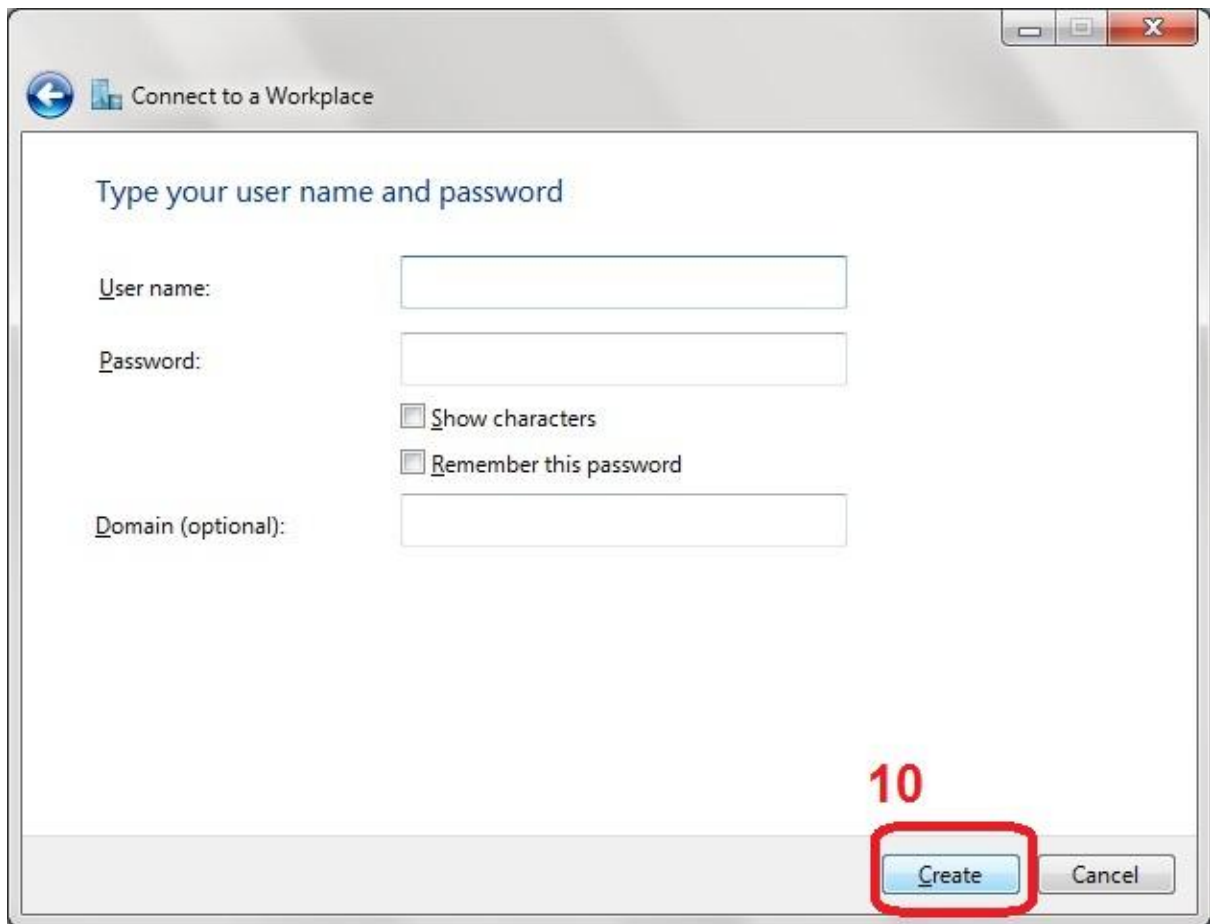 Connect to a Workplace
Type your user name and password
User name:
Password:
Show characters
Remember this password
Domain (optional):
10
Create Cancel